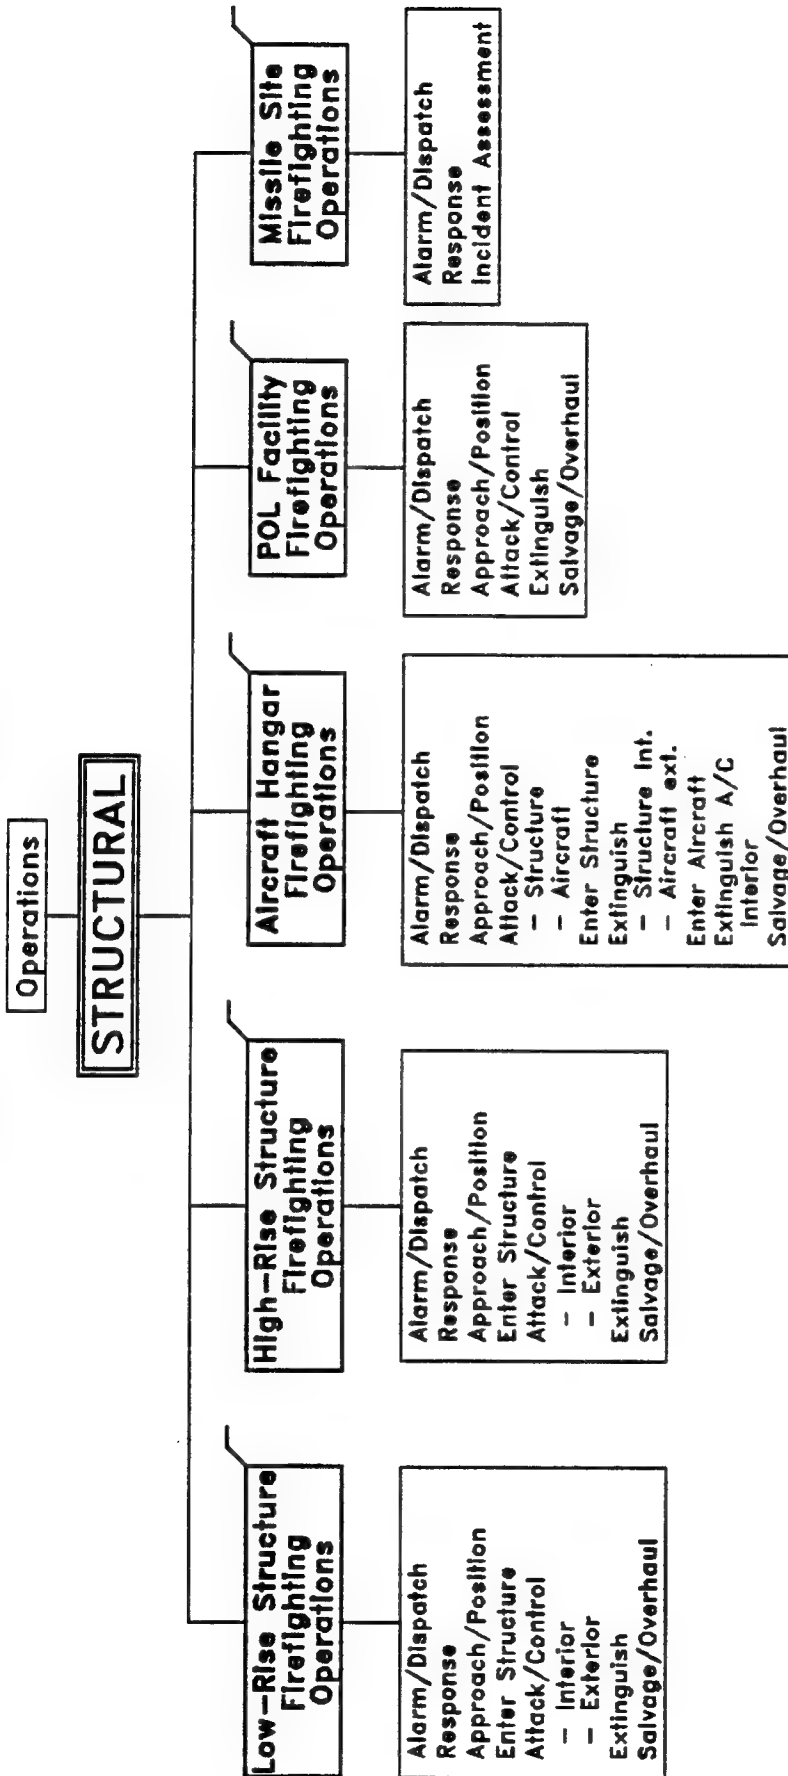 Operations
STRUCTURAL
Low-Rise Structure
Firefighting
Operations
Alarm/Dispatch
Response
Approach/Position
Enter Structure
Attack/Control
- Interior
- Exterior
Extinguish
Salvage/Overhaul
High-Rise Structure
Firefighting
Operations
Alarm/Dispatch
Response
Approach/Position
Enter Structure
Attack/Control
- Interior
- Exterior
Extinguish
Salvage/Overhaul
Aircraft Hangar
Firefighting
Operations
Alarm/Dispatch
Response
Approach/Position
Attack/Control
- Structure
- Aircraft
Enter Structure
Extinguish
- Structure Int.
- Aircraft ext.
Enter Aircraft
Extinguish A/C
Interior
Salvage/Overhaul
POL Facility
Firefighting
Operations
Alarm/Dispatch
Response
Approach/Position
Attack/Control
Extinguish
Salvage/Overhaul
Missile Site
Firefighting
Operations
Alarm/Dispatch
Response
Incident Assessment